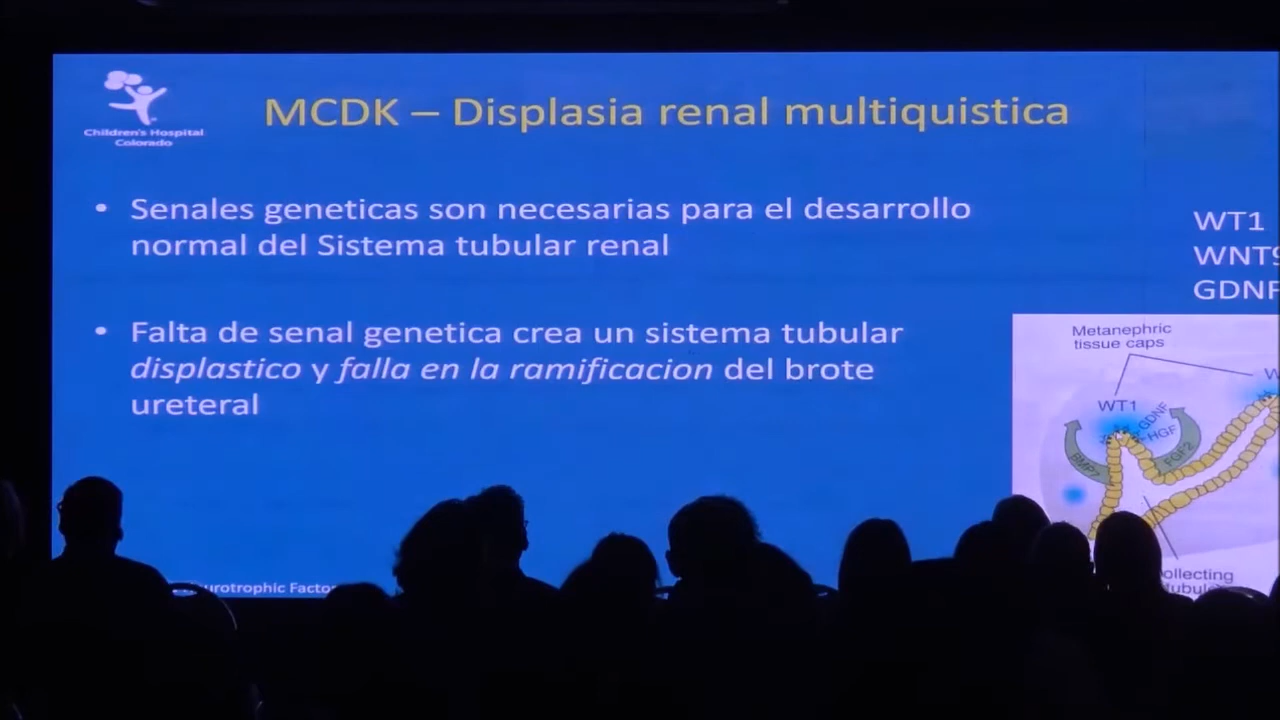 Children's Hospital
Colorado
MCDK – Displasia renal multiquistica
• Senales geneticas son necesarias para el desarrollo
normal del Sistema tubular renal
• Falta de senal genetica crea un sistema tubular
displastico y falla en la ramificacion del brote
ureteral
WT1
GDNF
Metanephric
tissue caps
WT1
GDNF
HGF
BMP7
FGF2